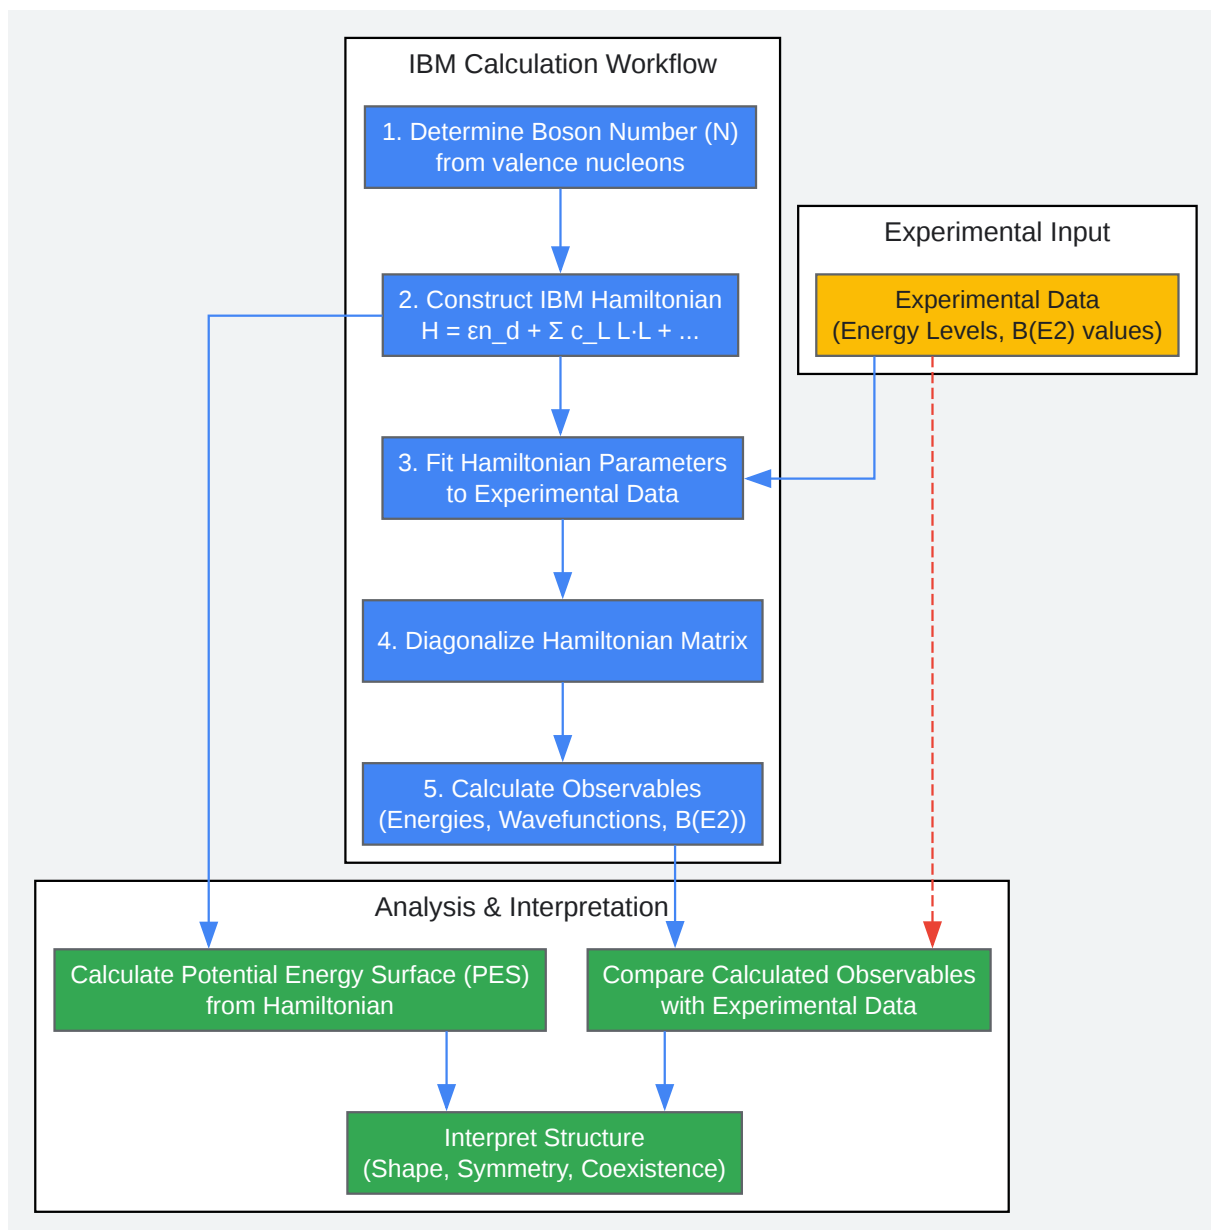 IBM Calculation Workflow
1. Determine Boson Number (N)
from valence nucleons
Experimental Input
2. Construct IBM Hamiltonian
H = εn_d + Σ c_L L·L + ...
Experimental Data
(Energy Levels, B(E2) values)
3. Fit Hamiltonian Parameters
to Experimental Data
4. Diagonalize Hamiltonian Matrix
5. Calculate Observables
(Energies, Wavefunctions, B(E2))
Analysis & Interpretation
Calculate Potential Energy Surface (PES)
from Hamiltonian
Compare Calculated Observables
with Experimental Data
Interpret Structure
(Shape, Symmetry, Coexistence)